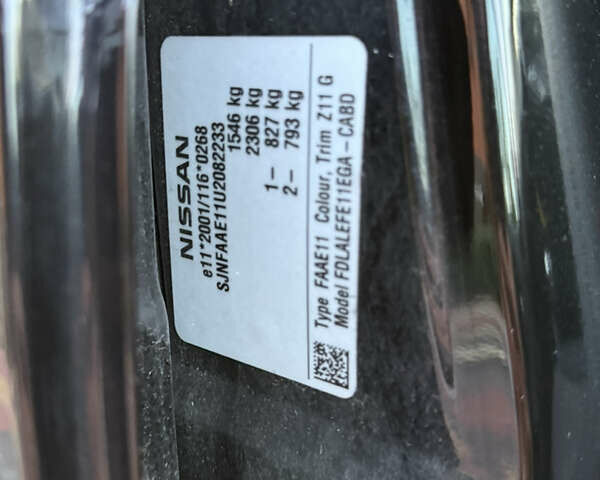 NISSAN
e11*2001/116*0268
SJNFAAE11U2082233
1546 kg
2306 kg
1– 827 kg
2– 793 kg
Type FAAE11 Colour, Trim Z11 G
Model FDLALEFE11EGA-CABD